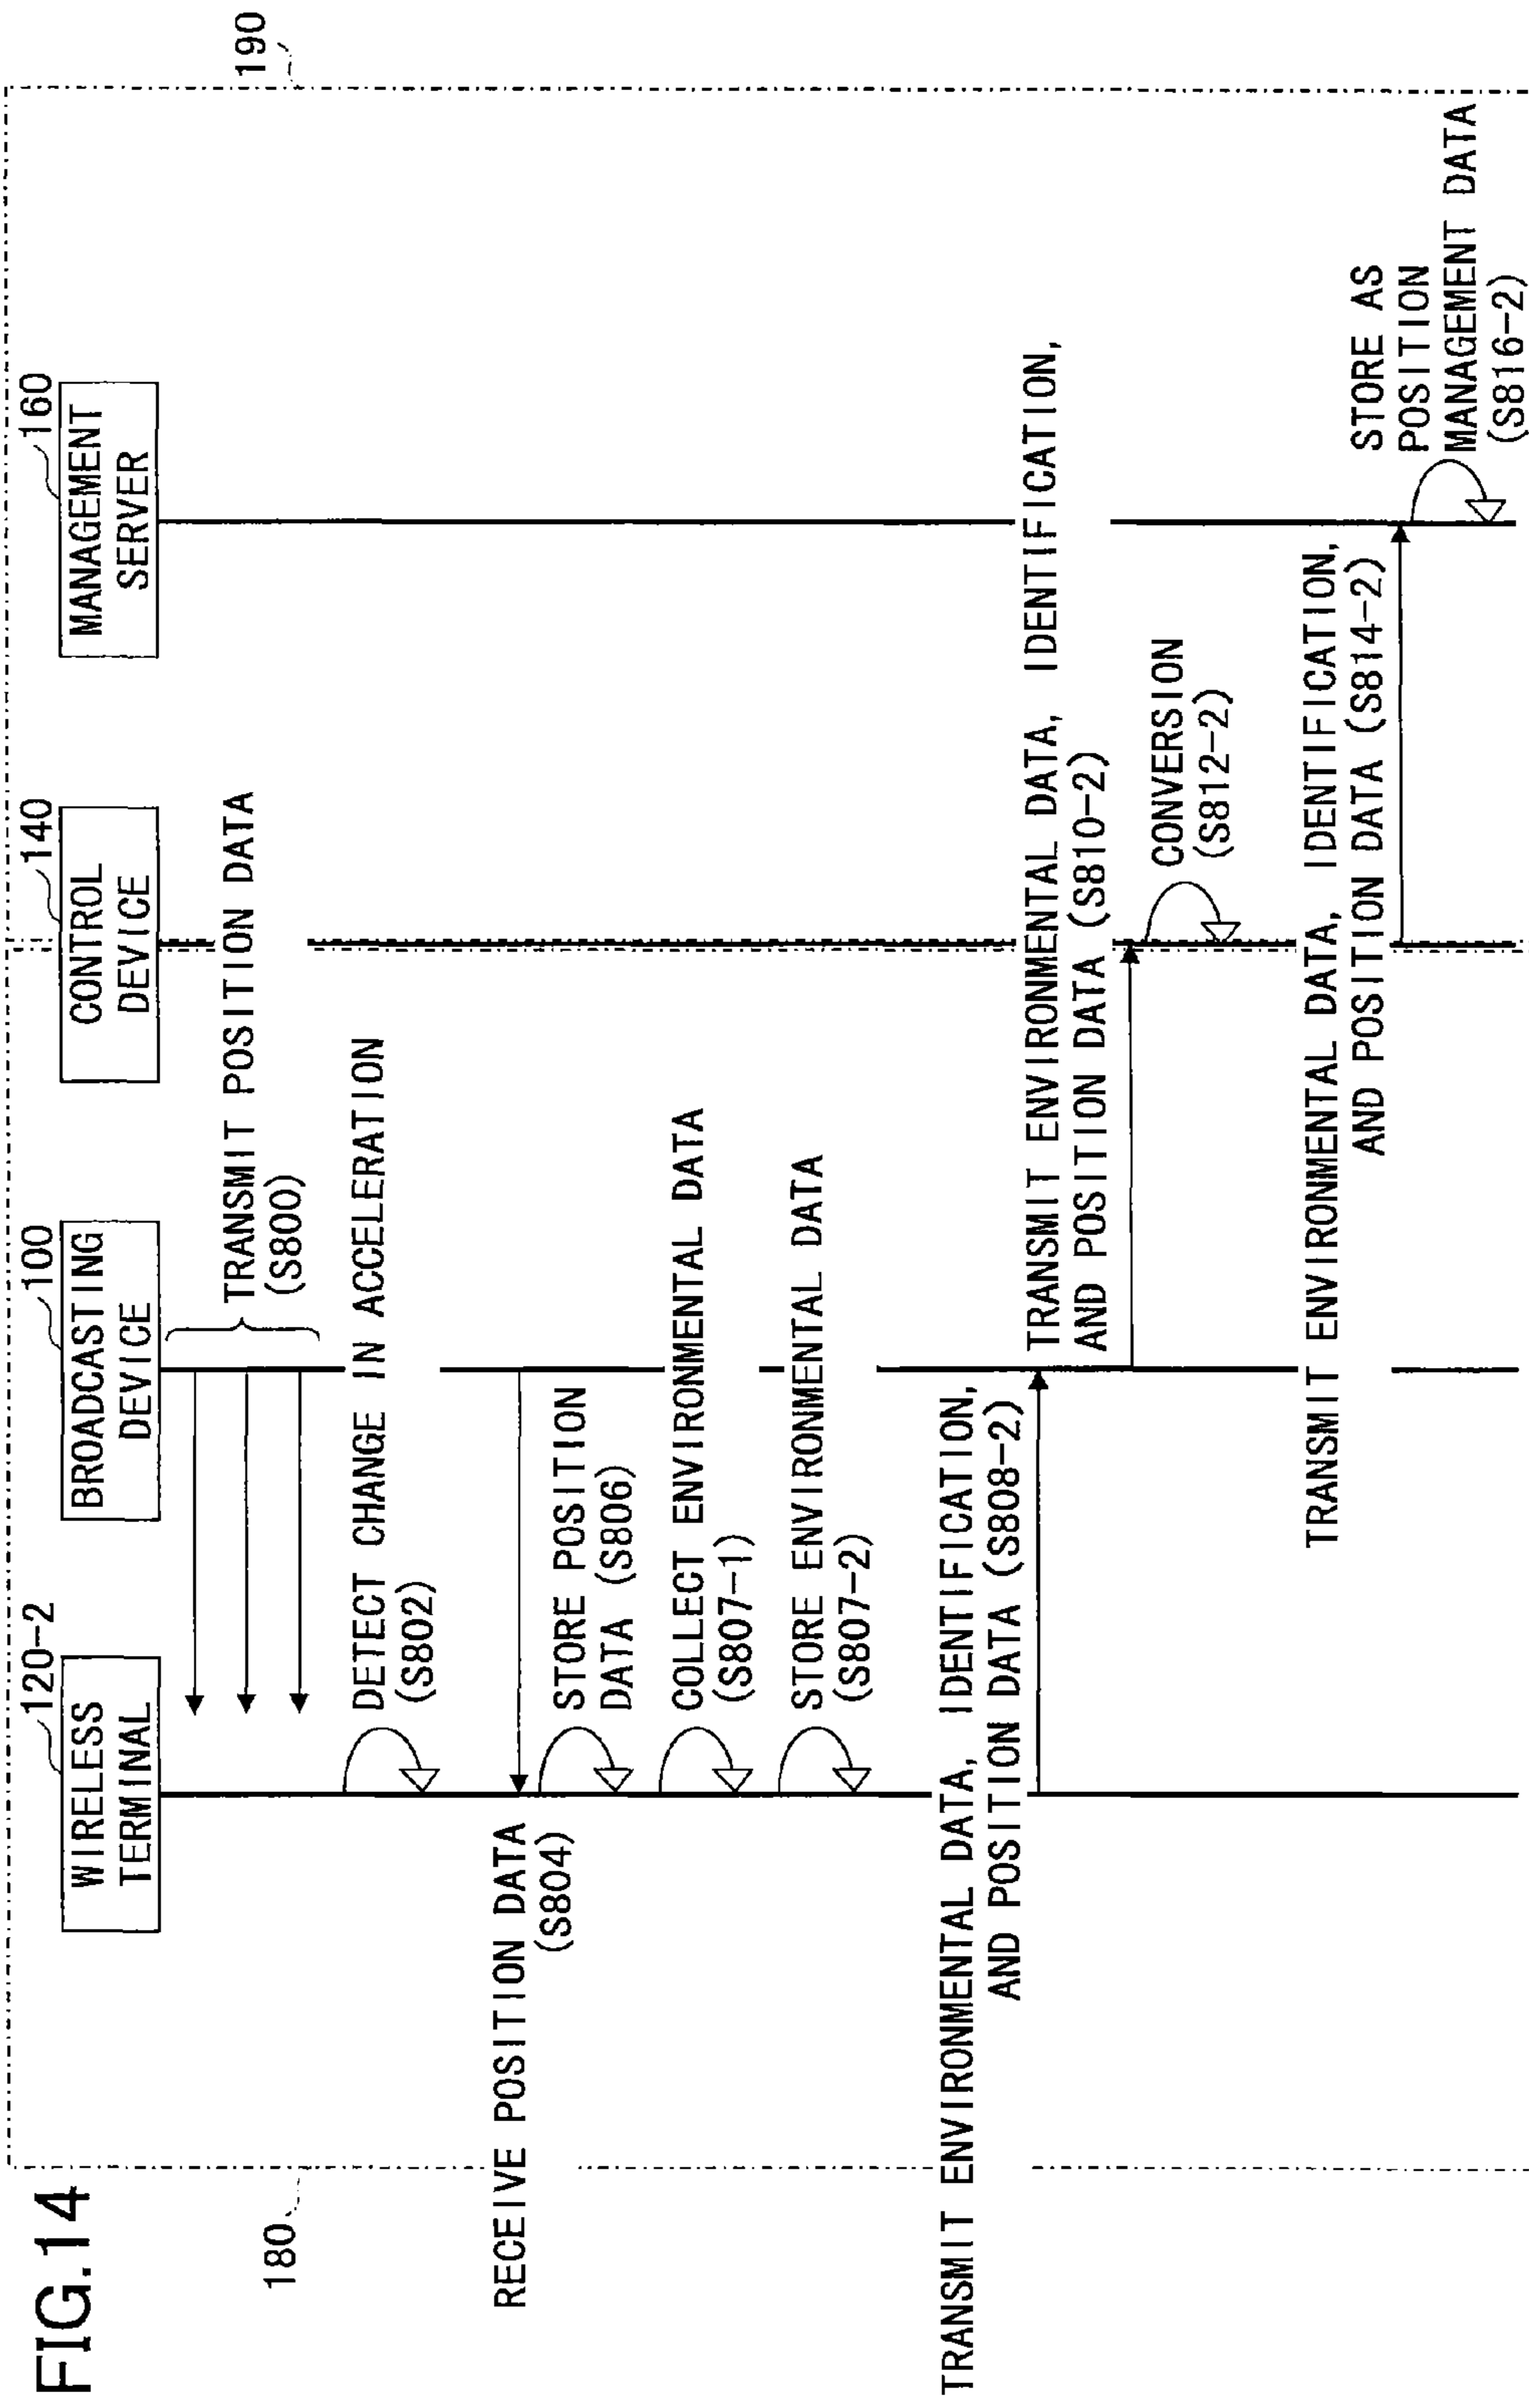 FIG.14
180
190
WIRELESS
TERMINAL
120-2
BROADCASTING
DEVICE
100
CONTROL
DEVICE
140
MANAGEMENT
SERVER
160
TRANSMIT POSITION DATA
(S800)
DETECT CHANGE IN ACCELERATION
(S802)
RECEIVE POSITION DATA
(S804)
STORE POSITION
DATA (S806)
COLLECT ENVIRONMENTAL DATA
(S807-1)
STORE ENVIRONMENTAL DATA
(S807-2)
TRANSMIT ENVIRONMENTAL DATA, IDENTIFICATION,
AND POSITION DATA (S808-2)
TRANSMIT ENVIRONMENTAL DATA, IDENTIFICATION,
AND POSITION DATA (S810-2)
CONVERSION
(S812-2)
TRANSMIT ENVIRONMENTAL DATA, IDENTIFICATION,
AND POSITION DATA (S814-2)
STORE AS
POSITION
MANAGEMENT DATA
(S816-2)